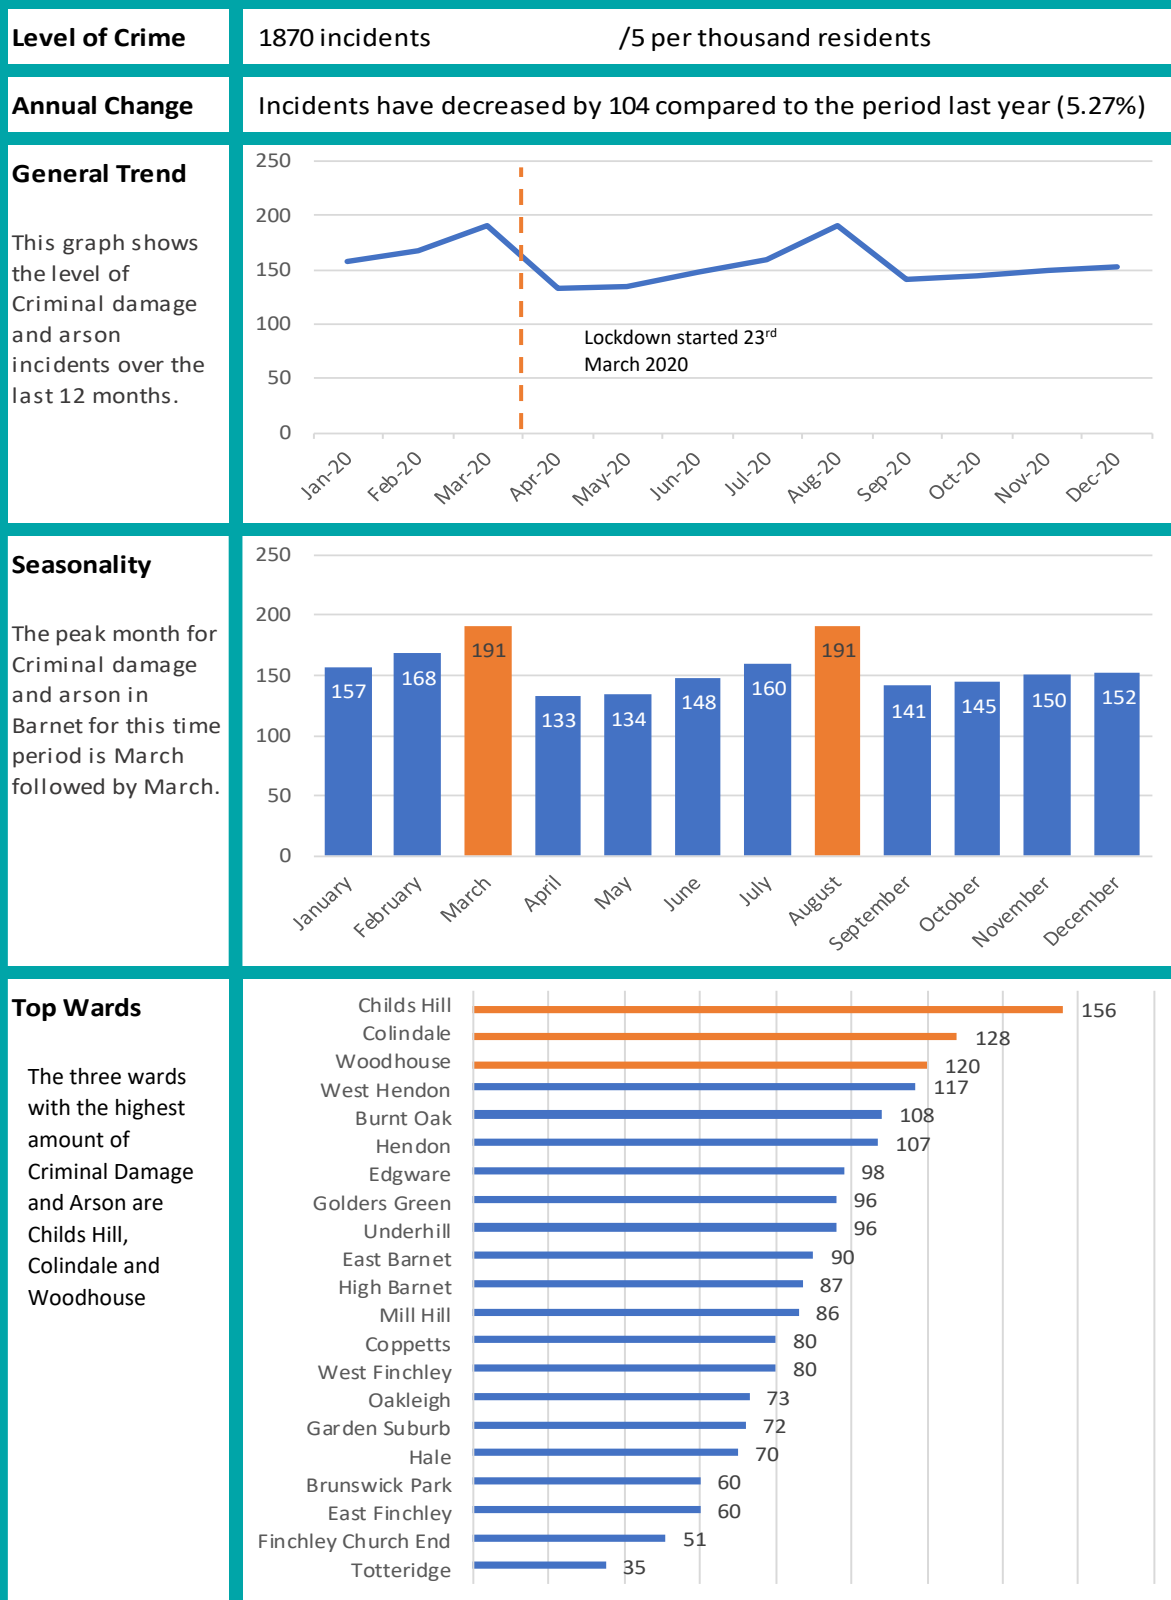 Level of Crime
1870 incidents /5 per thousand residents
Annual Change
Incidents have decreased by 104 compared to the period last year (5.27%)
General Trend
This graph shows
the level of
Criminal damage
and arson
incidents over the
last 12 months.
250
200
150
100
50
0
Lockdown started 23rd
March 2020
Jan-20
Feb-20
Mar-20
Apr-20
May-20
Jun-20
Jul-20
Aug-20
Sep-20
Oct-20
Nov-20
Dec-20
Seasonality
The peak month for
Criminal damage
and arson in
Barnet for this time
period is March
followed by March.
250
200
150
100
50
0
157
168
191
133
134
148
160
191
141
145
150
152
January
February
March
April
May
June
July
August
September
October
November
December
Top Wards
The three wards
with the highest
amount of
Criminal Damage
and Arson are
Childs Hill,
Colindale and
Woodhouse
Childs Hill 156
Colindale 128
Woodhouse 120
West Hendon 117
Burnt Oak 108
Hendon 107
Edgware 98
Golders Green 96
Underhill 96
East Barnet 90
High Barnet 87
Mill Hill 86
Coppetts 80
West Finchley 80
Oakleigh 73
Garden Suburb 72
Hale 70
Brunswick Park 60
East Finchley 60
Finchley Church End 51
Totteridge 35